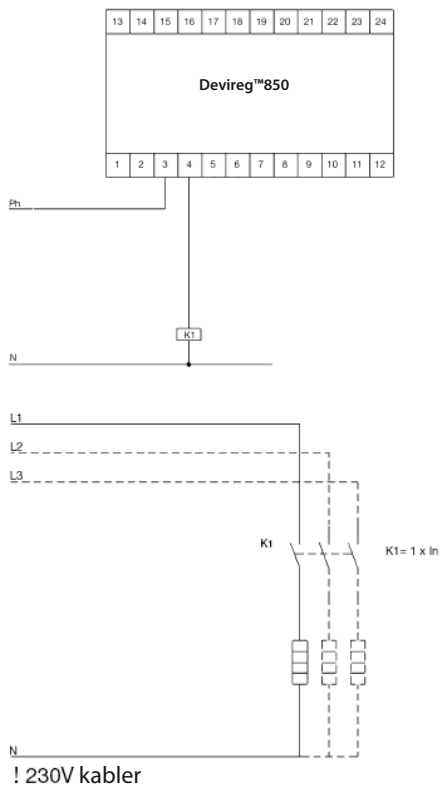 13 14 15 16 17 18 19 20 21 22 23 24
Devireg™850
1 2 3 4 5 6 7 8 9 10 11 12
Ph
K1
N
L1
L2
L3
K1
K1= 1 x In
N
! 230V kabler